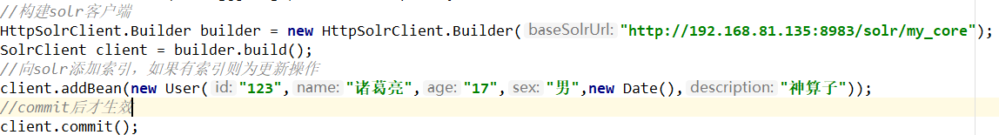 //构建solr客户端
HttpSolrClient.Builder builder = new HttpSolrClient.Builder( baseSolrUrl: "http://192.168.81.135:8983/solr/my_core");
SolrClient client = builder.build();
//向solr添加索引，如果有索引则为更新操作
client.addBean(new User( id: "123", name: "诸葛亮", age: "17", sex: "男",new Date(), description: "神算子"));
//commit后才生效
client.commit();